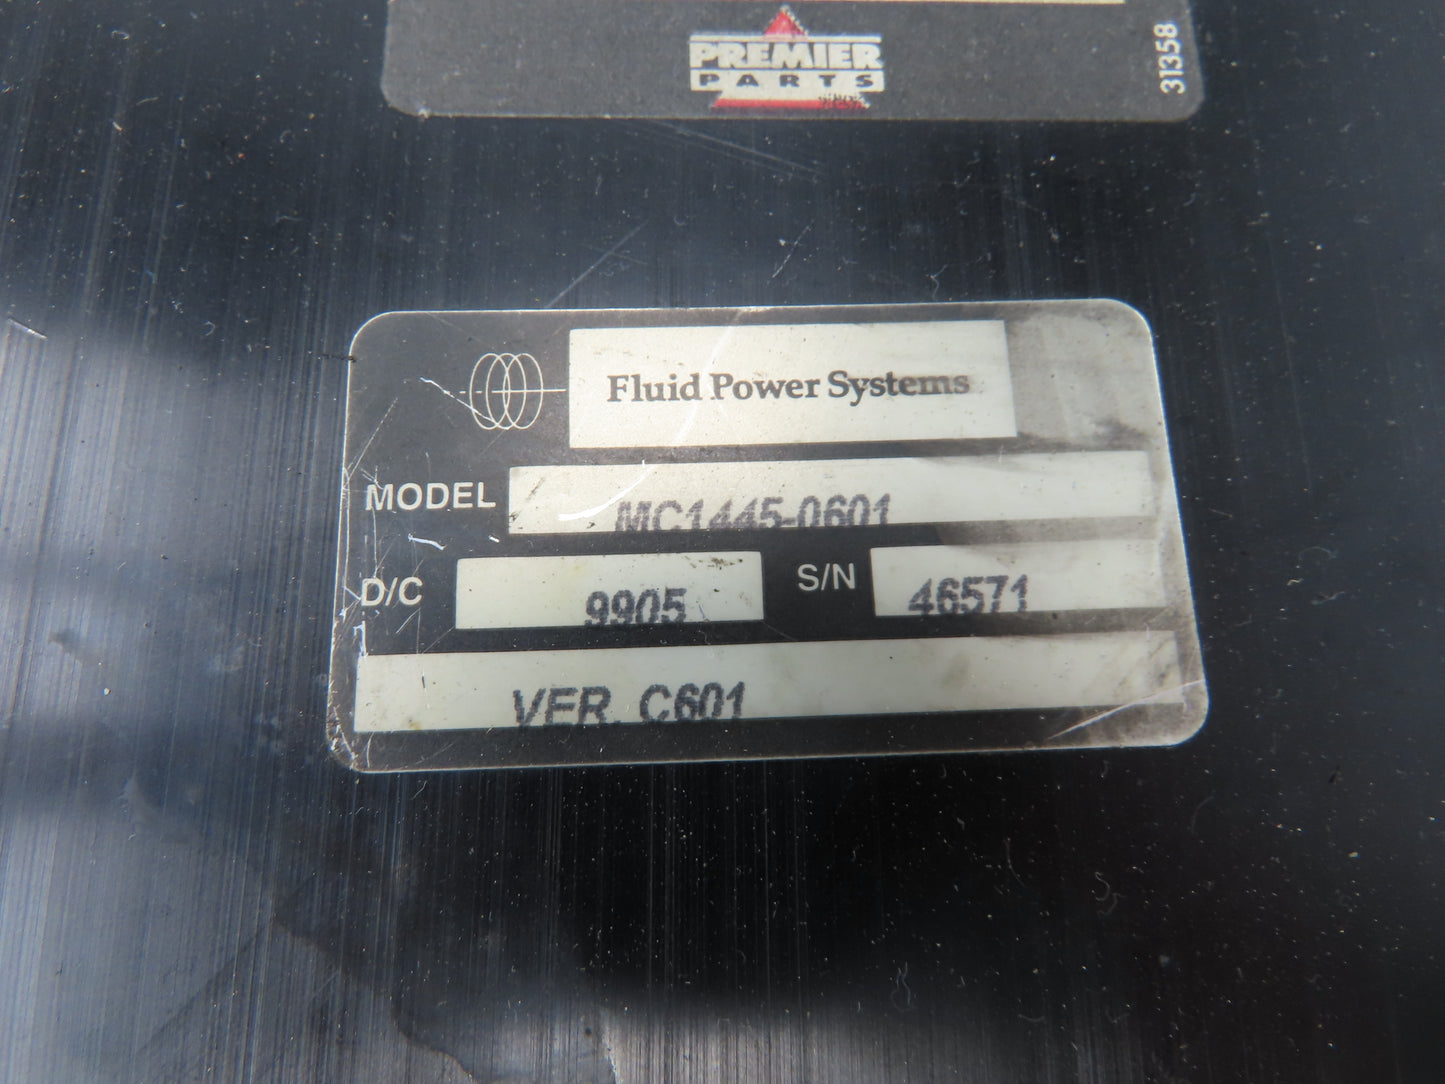 PREMIER
PARTS
31358
Fluid Power Systems
MODEL MC1445-0601
D/C 9905 S/N 46571
VER. C601